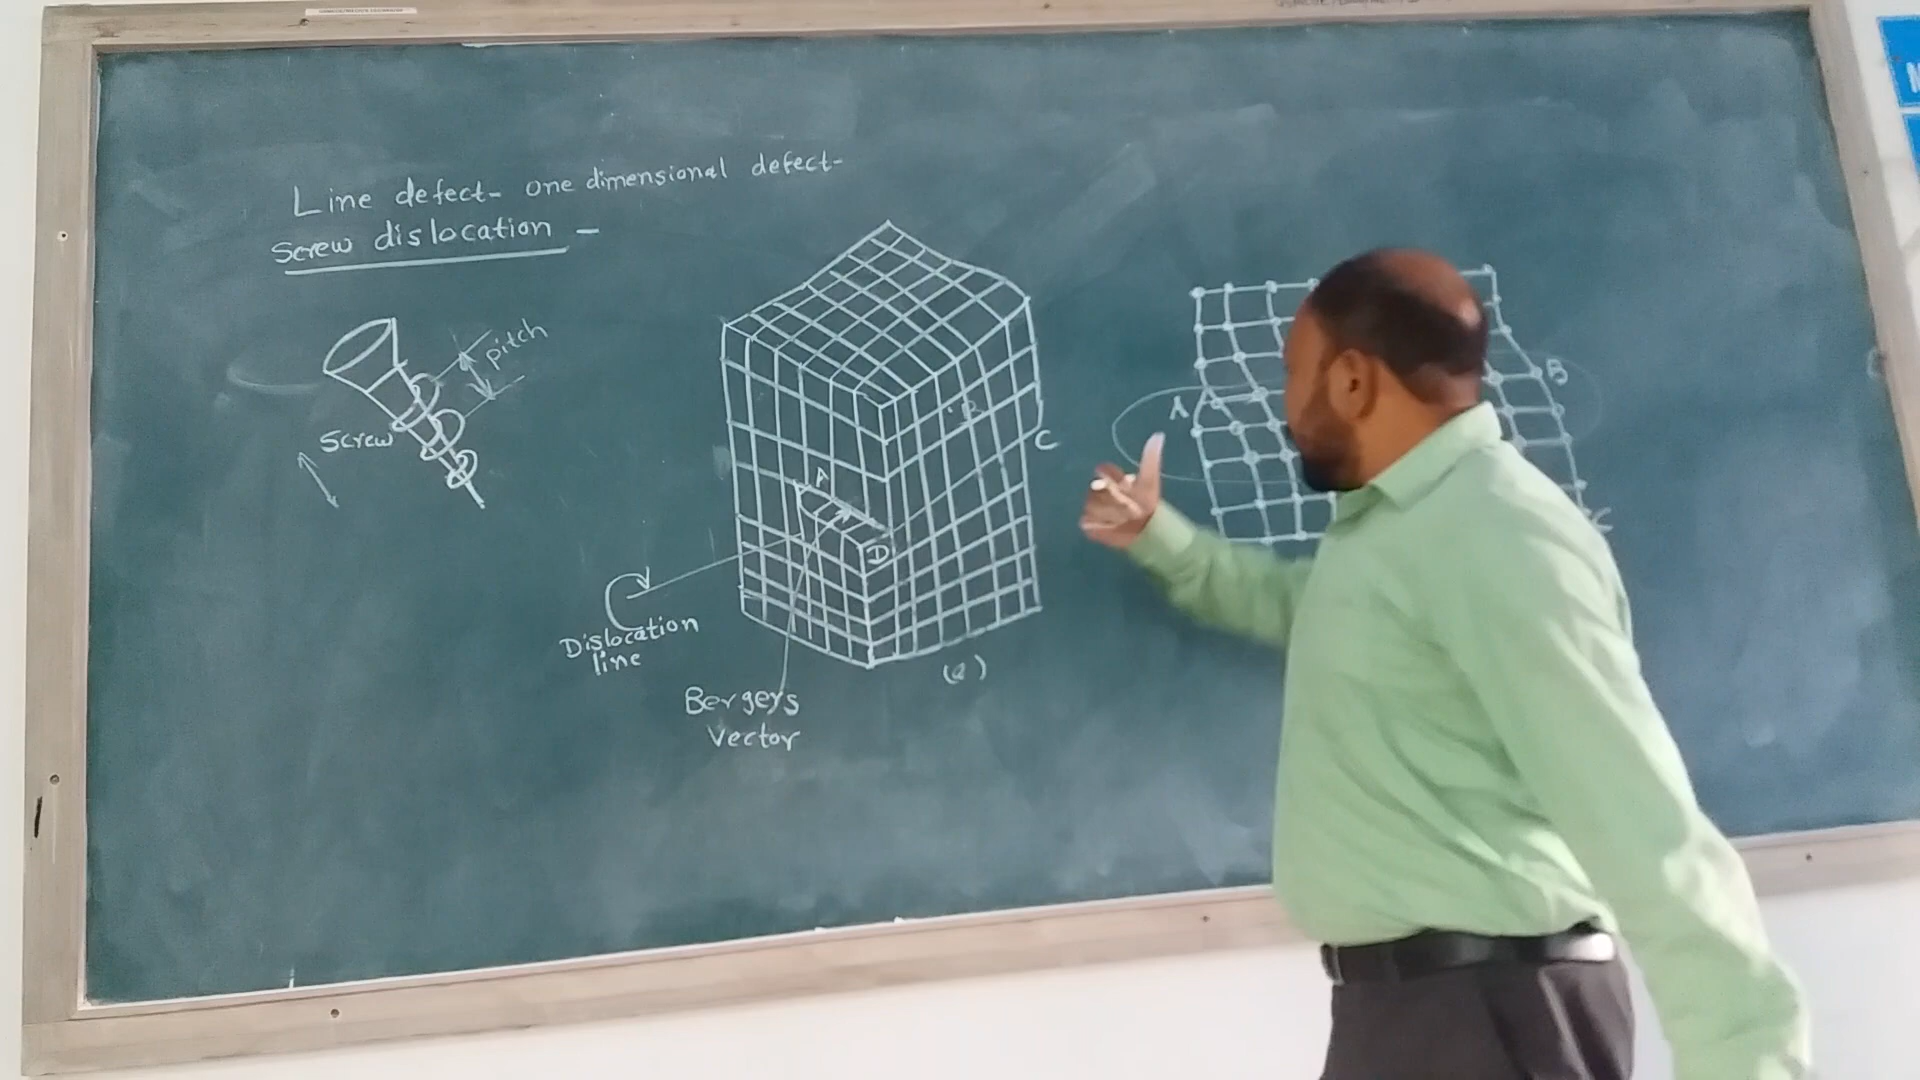 Line defect- one dimensional defect-
Screw dislocation -
pitch
Screw
A
B
C
D
A
B
C
Dislocation
line
Bergers
Vector
(a)